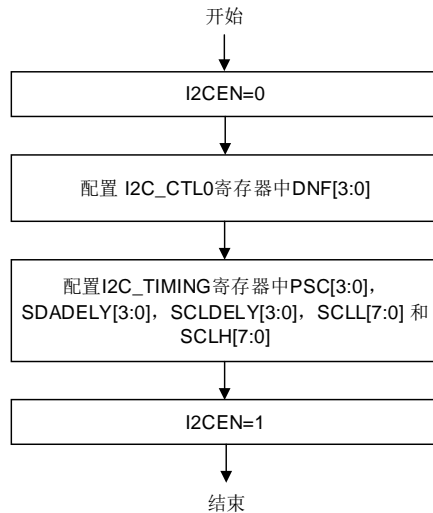 开始
I2CEN=0
配置 I2C_CTL0寄存器中DNF[3:0]
配置I2C_TIMING寄存器中PSC[3:0]，
SDADELY[3:0]，SCLDELY[3:0]，SCLL[7:0] 和
SCLH[7:0]
I2CEN=1
结束